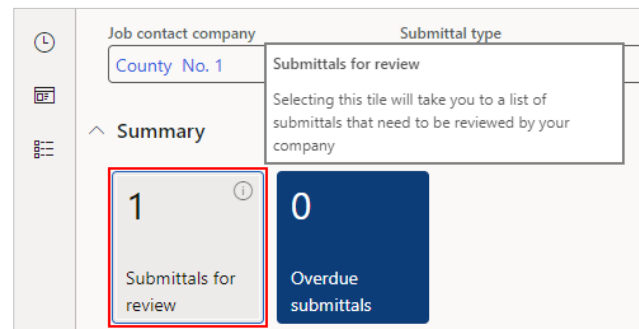 Job contact company
Submittal type
County No. 1
Submittals for review
Selecting this tile will take you to a list of
submittals that need to be reviewed by your
company
Summary
1
Submittals for
review
0
Overdue
submittals